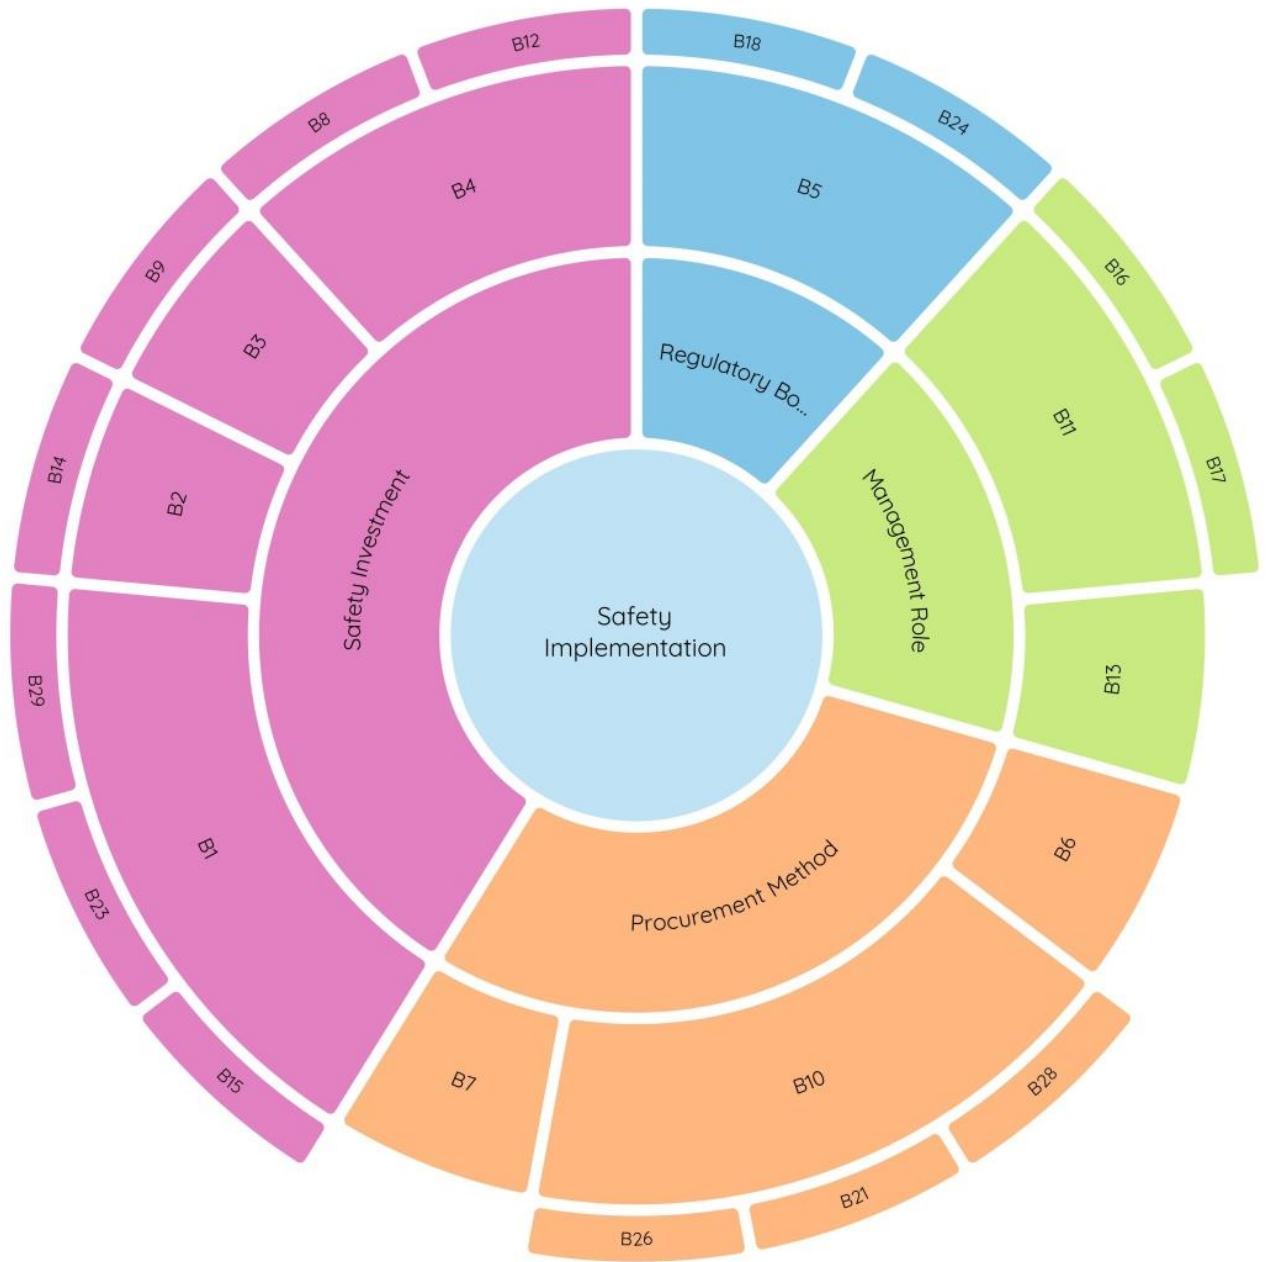 B12
B18
B8
B24
B4
B5
B9
B16
B3
Regulatory Bo...
B11
B14
B2
B17
Safety Investment
Management Role
Safety
Implementation
B29
B13
B1
B6
B23
Procurement Method
B15
B7
B10
B28
B21
B26